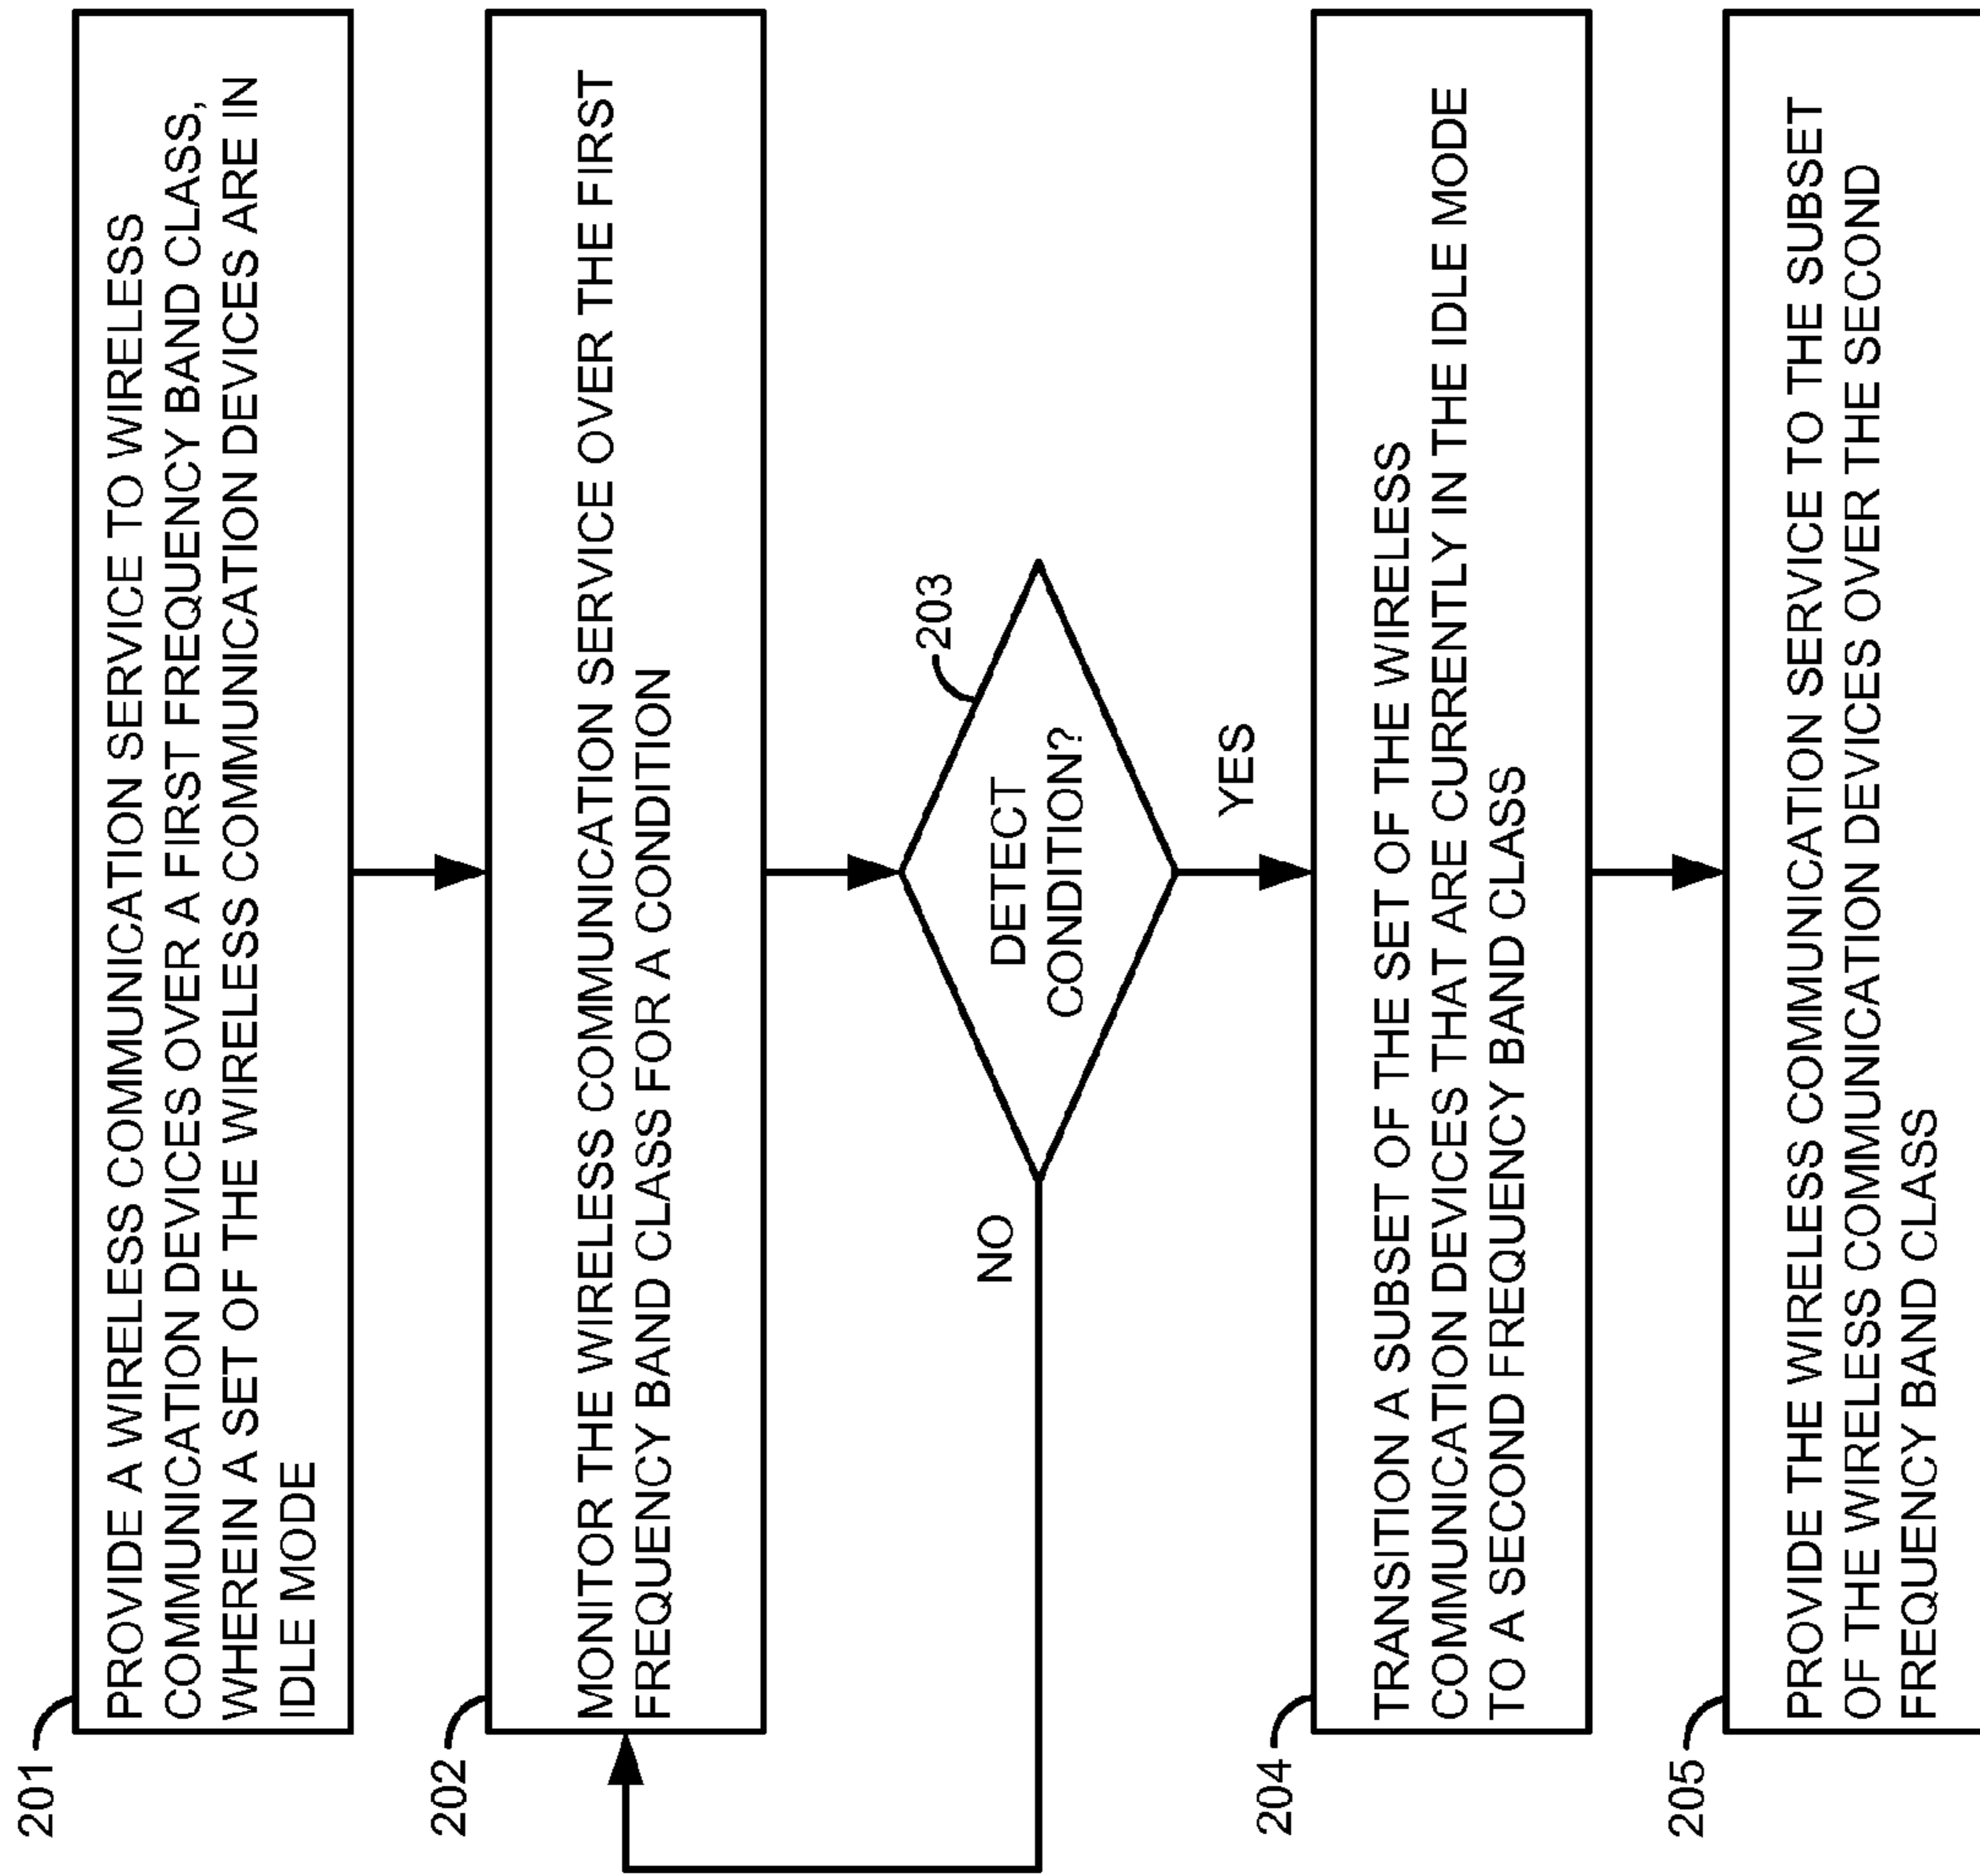 201
PROVIDE A WIRELESS COMMUNICATION SERVICE TO WIRELESS
COMMUNICATION DEVICES OVER A FIRST FREQUENCY BAND CLASS,
WHEREIN A SET OF THE WIRELESS COMMUNICATION DEVICES ARE IN
IDLE MODE
202
MONITOR THE WIRELESS COMMUNICATION SERVICE OVER THE FIRST
FREQUENCY BAND CLASS FOR A CONDITION
203
DETECT
CONDITION?
NO
YES
204
TRANSITION A SUBSET OF THE SET OF THE WIRELESS
COMMUNICATION DEVICES THAT ARE CURRENTLY IN THE IDLE MODE
TO A SECOND FREQUENCY BAND CLASS
205
PROVIDE THE WIRELESS COMMUNICATION SERVICE TO THE SUBSET
OF THE WIRELESS COMMUNICATION DEVICES OVER THE SECOND
FREQUENCY BAND CLASS